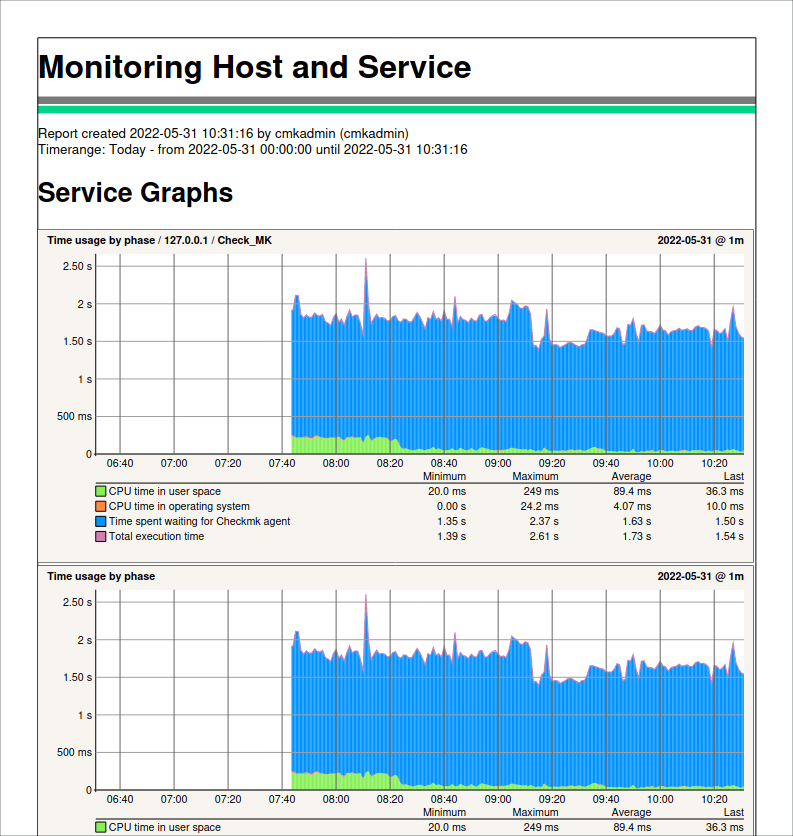 Monitoring Host and Service
Report created 2022-05-31 10:31:16 by cmkadmin (cmkadmin)
Timerange: Today - from 2022-05-31 00:00:00 until 2022-05-31 10:31:16
Service Graphs
Time usage by phase / 127.0.0.1 / Check_MK 2022-05-31 @ 1m
2.50 s
2 s
1.50 s
1 s
500 ms
0
06:40 07:00 07:20 07:40 08:00 08:20 08:40 09:00 09:20 09:40 10:00 10:20
Minimum Maximum Average Last
CPU time in user space 20.0 ms 249 ms 89.4 ms 36.3 ms
CPU time in operating system 0.00 s 24.2 ms 4.07 ms 10.0 ms
Time spent waiting for Checkmk agent 1.35 s 2.37 s 1.63 s 1.50 s
Total execution time 1.39 s 2.61 s 1.73 s 1.54 s
Time usage by phase 2022-05-31 @ 1m
2.50 s
2 s
1.50 s
1 s
500 ms
0
06:40 07:00 07:20 07:40 08:00 08:20 08:40 09:00 09:20 09:40 10:00 10:20
Minimum Maximum Average Last
CPU time in user space 20.0 ms 249 ms 89.4 ms 36.3 ms